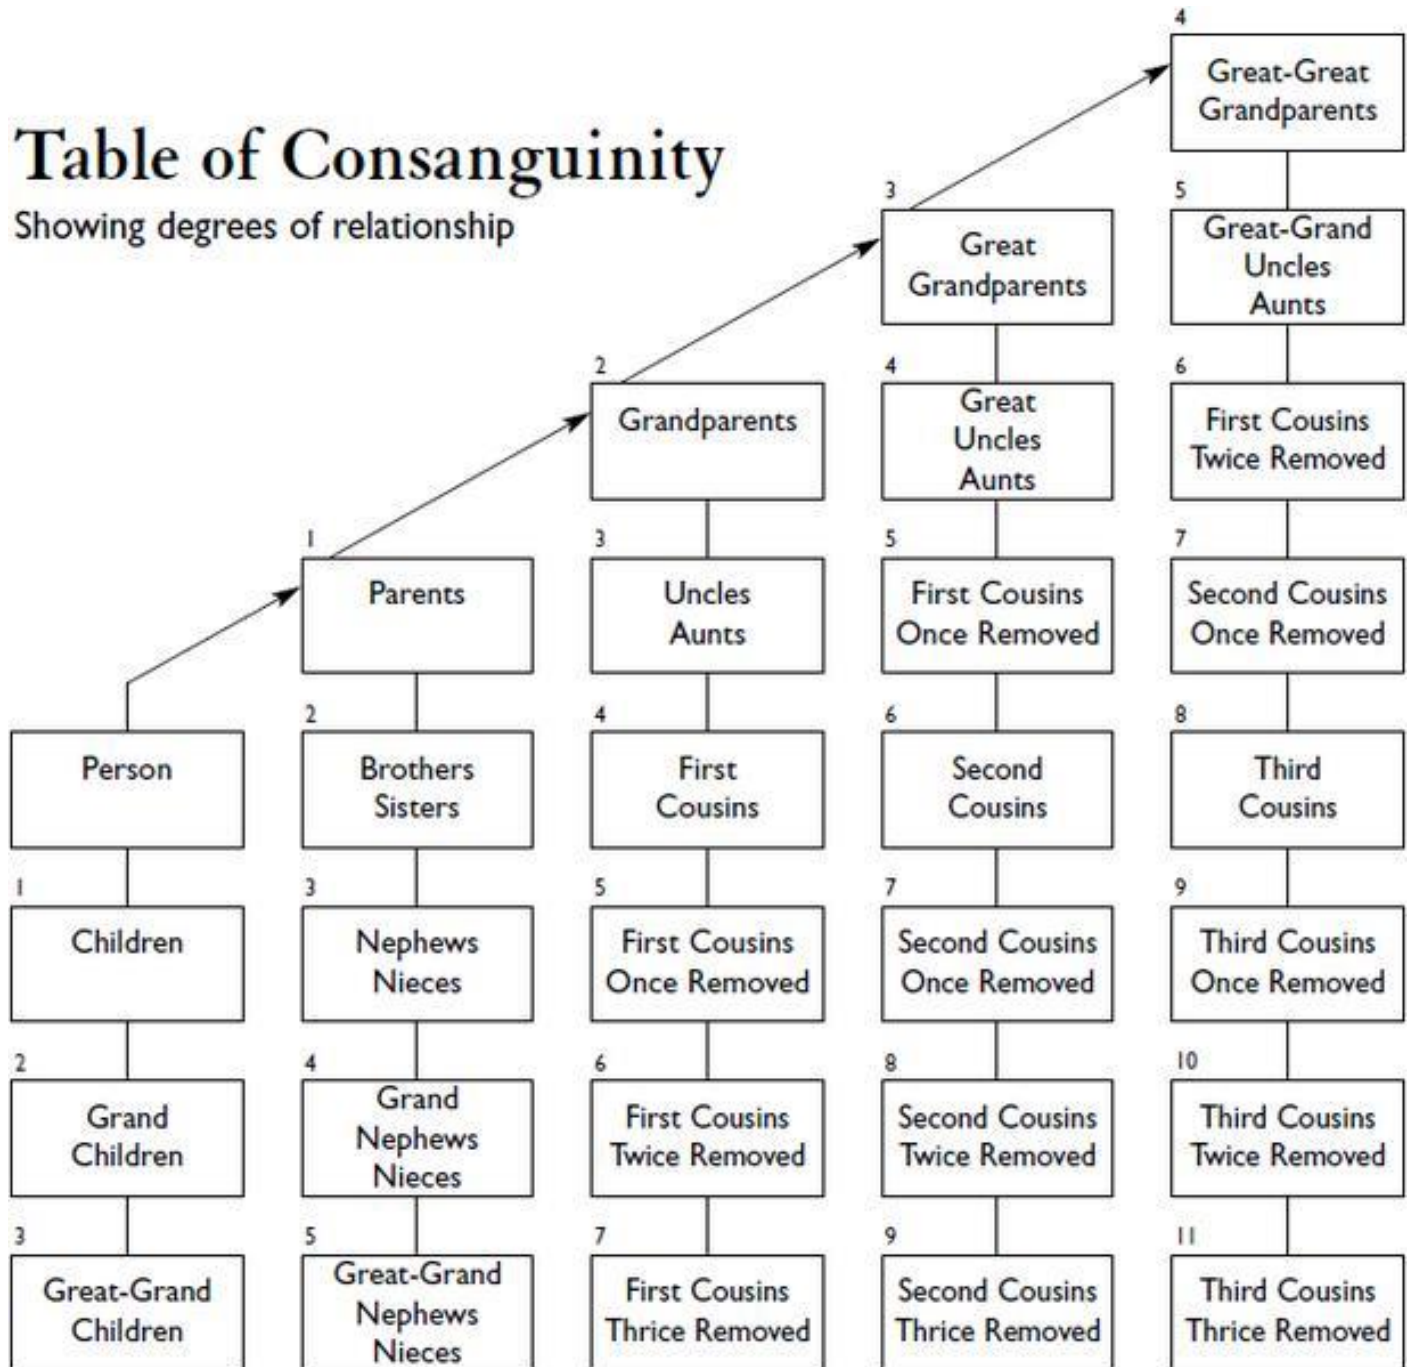 Table of Consanguinity
Showing degrees of relationship
4
Great-Great
Grandparents
3
Great
Grandparents
5
Great-Grand
Uncles
Aunts
2
Grandparents
4
Great
Uncles
Aunts
6
First Cousins
Twice Removed
1
Parents
3
Uncles
Aunts
5
First Cousins
Once Removed
7
Second Cousins
Once Removed
Person
2
Brothers
Sisters
4
First
Cousins
6
Second
Cousins
8
Third
Cousins
1
Children
3
Nephews
Nieces
5
First Cousins
Once Removed
7
Second Cousins
Once Removed
9
Third Cousins
Once Removed
2
Grand
Children
4
Grand
Nephews
Nieces
6
First Cousins
Twice Removed
8
Second Cousins
Twice Removed
10
Third Cousins
Twice Removed
3
Great-Grand
Children
5
Great-Grand
Nephews
Nieces
7
First Cousins
Thrice Removed
9
Second Cousins
Thrice Removed
11
Third Cousins
Thrice Removed